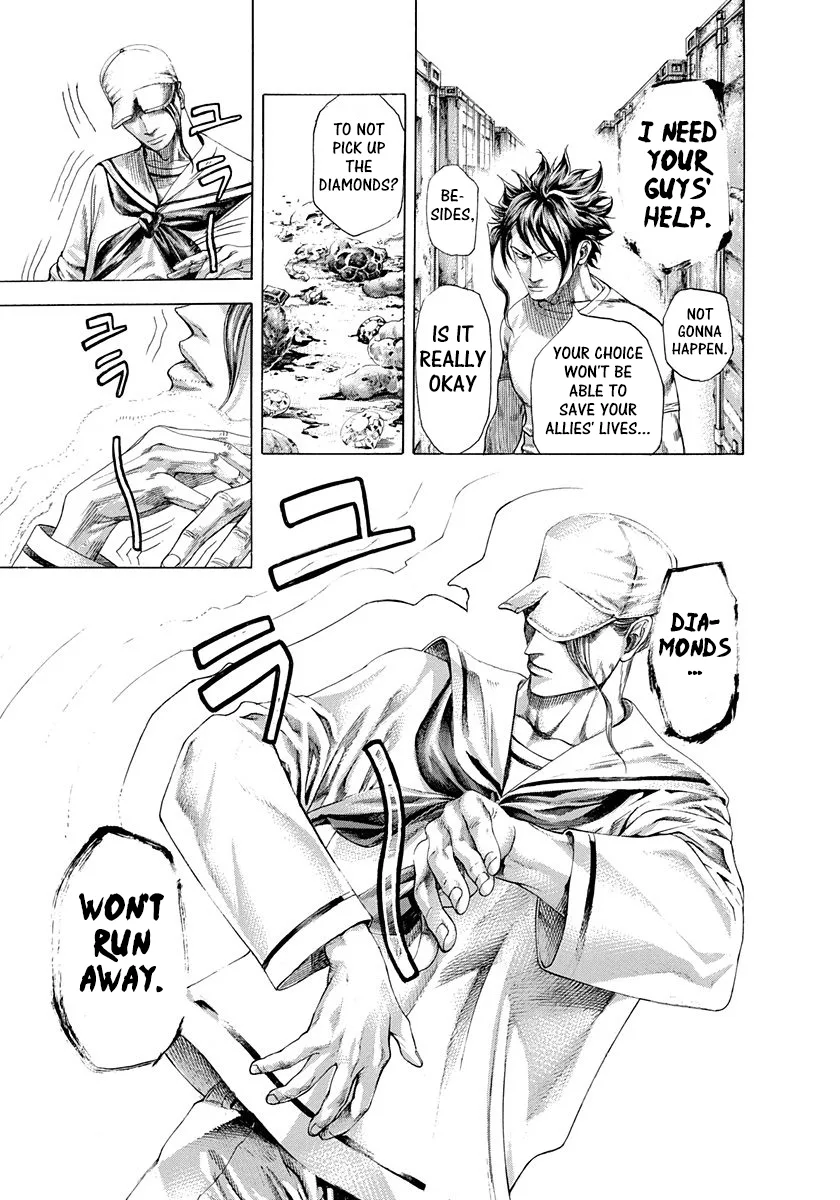 I NEED
YOUR
GUYS'
HELP.
NOT
GONNA
HAPPEN.
BE-
SIDES,
YOUR CHOICE
WON'T BE
ABLE TO
SAVE YOUR
ALLIES' LIVES...
IS IT
REALLY
OKAY
TO NOT
PICK UP
THE
DIAMONDS?
ユラ
ユラ〜
DIA-
MONDS
...
ユラ〜
WON'T
RUN
AWAY.